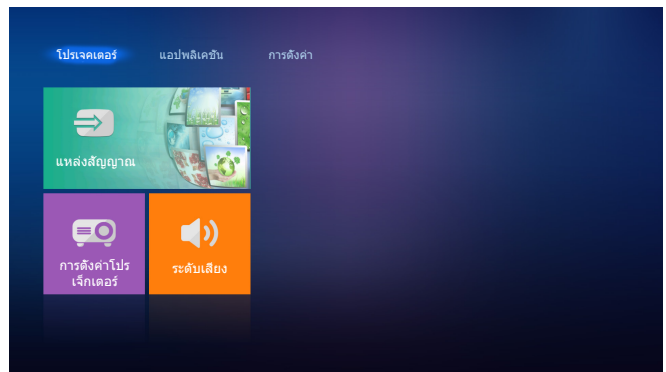 โปรเจคเตอร์ แอปพลิเคชัน การตั้งค่า
แหล่งสัญญาณ
การตั้งค่าโปร
เจ็กเตอร์
ระดับเสียง